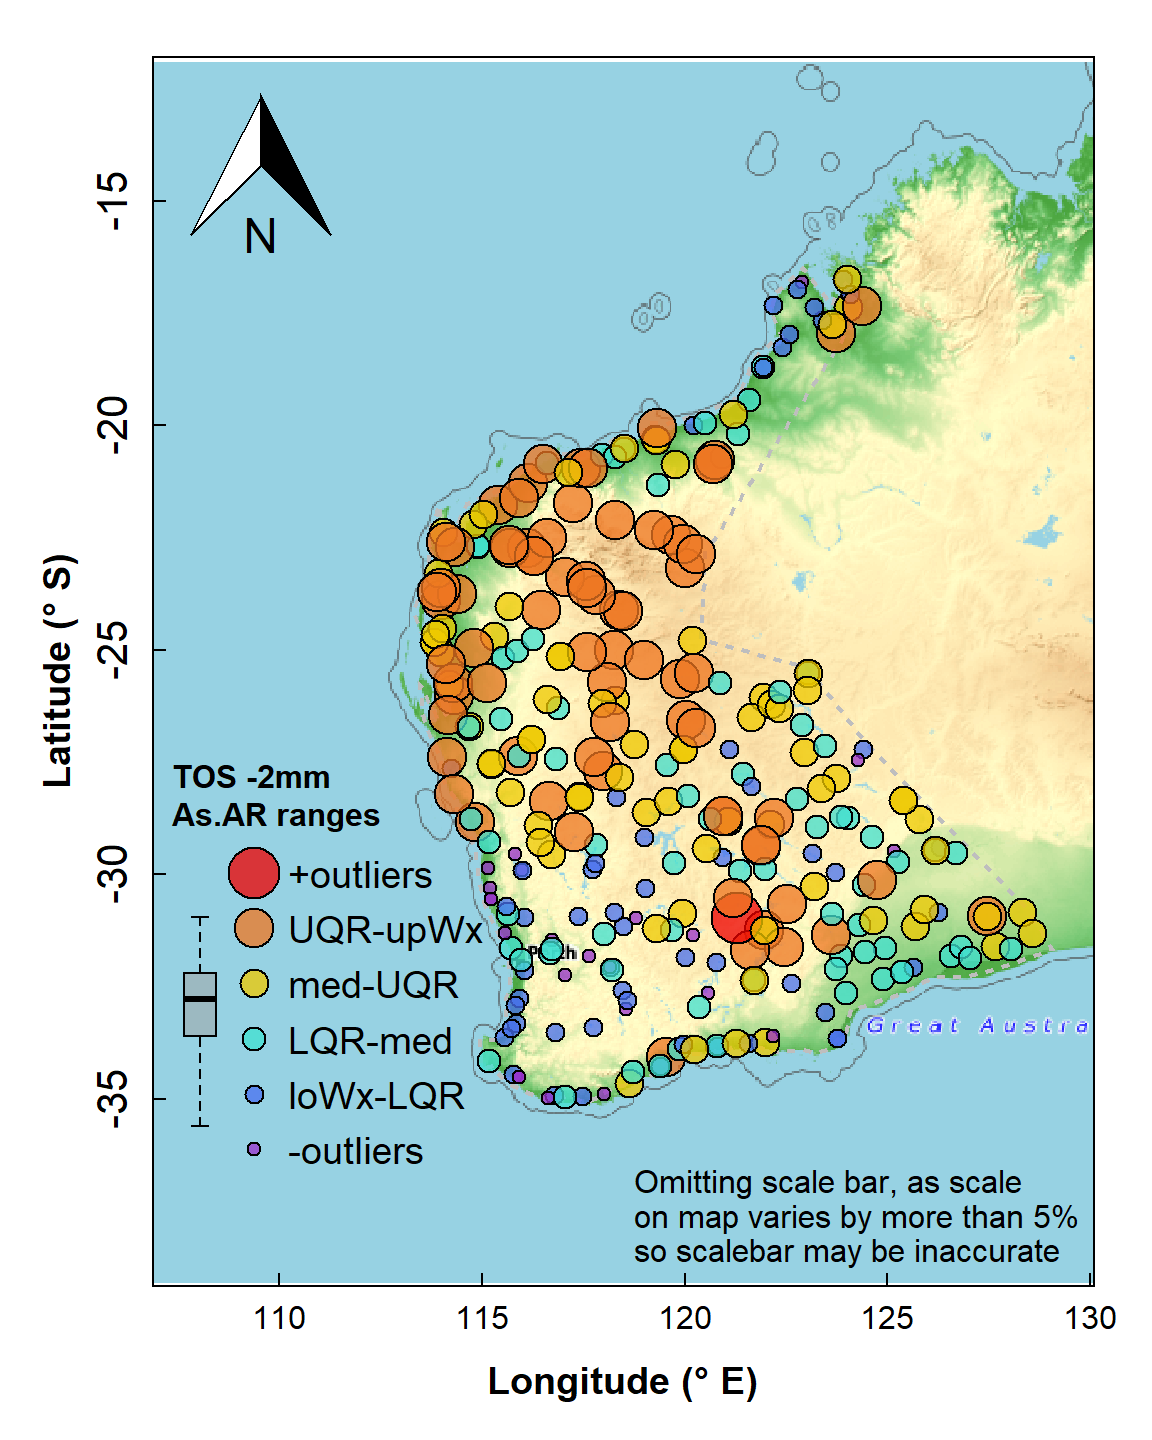 N
-15
-20
-25
-30
-35
Latitude (° S)
TOS -2mm
As.AR ranges
+outliers
UQR-upWx
med-UQR
LQR-med
loWx-LQR
-outliers
Perth
Great Austra
Omitting scale bar, as scale
on map varies by more than 5%
so scalebar may be inaccurate
110 115 120 125 130
Longitude (° E)